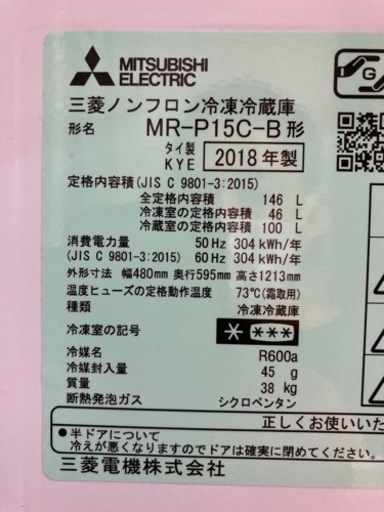 MITSUBISHI
ELECTRIC
三菱ノンフロン冷凍冷蔵庫
形名 MR-P15C-B形
タイ製
KYE 2018年製
定格内容積(JIS C 9801-3:2015)
全定格内容積 146 L
冷凍室の定格内容積 46 L
冷蔵室の定格内容積 100 L
消費電力量 50Hz 304kWh/年
(JIS C 9801-3:2015) 60Hz 304kWh/年
外形寸法 幅480mm 奥行595mm 高さ1213mm
温度ヒューズの定格動作温度 73℃(霜取用)
種類 冷凍冷蔵庫
冷凍室の記号 * ***
冷媒名 R600a
冷媒封入量 45 g
質量 38 kg
断熱発泡ガス シクロペンタン
正しくお使いいた
●半ドアについて
冷えが悪くなりますのでドアは確実に閉めてください。
三菱電機株式会社
G